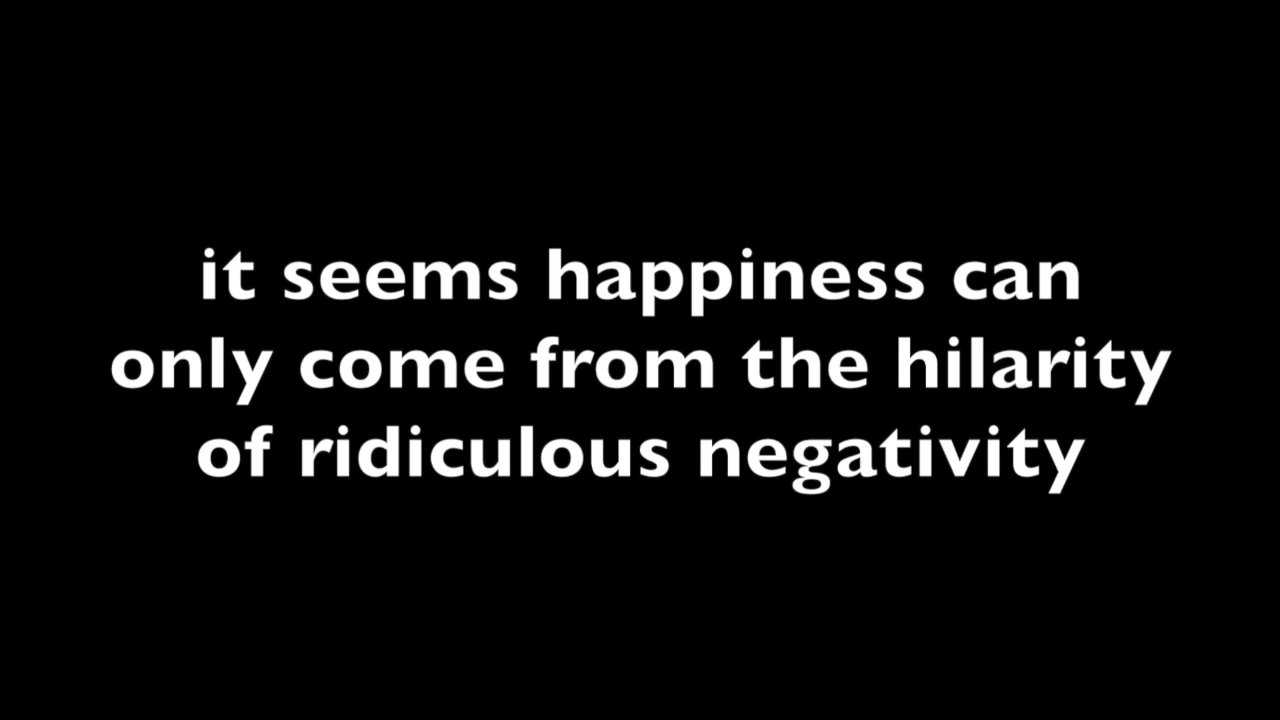 it seems happiness can
only come from the hilarity
of ridiculous negativity